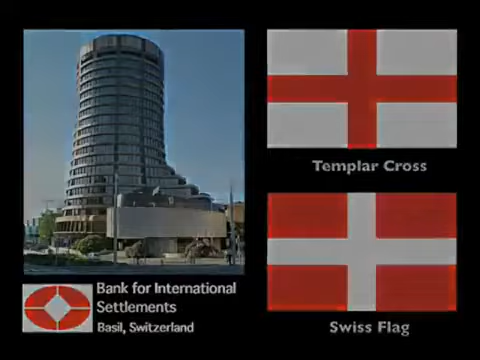 Templar Cross
Bank for International
Settlements
Basil, Switzerland
Swiss Flag